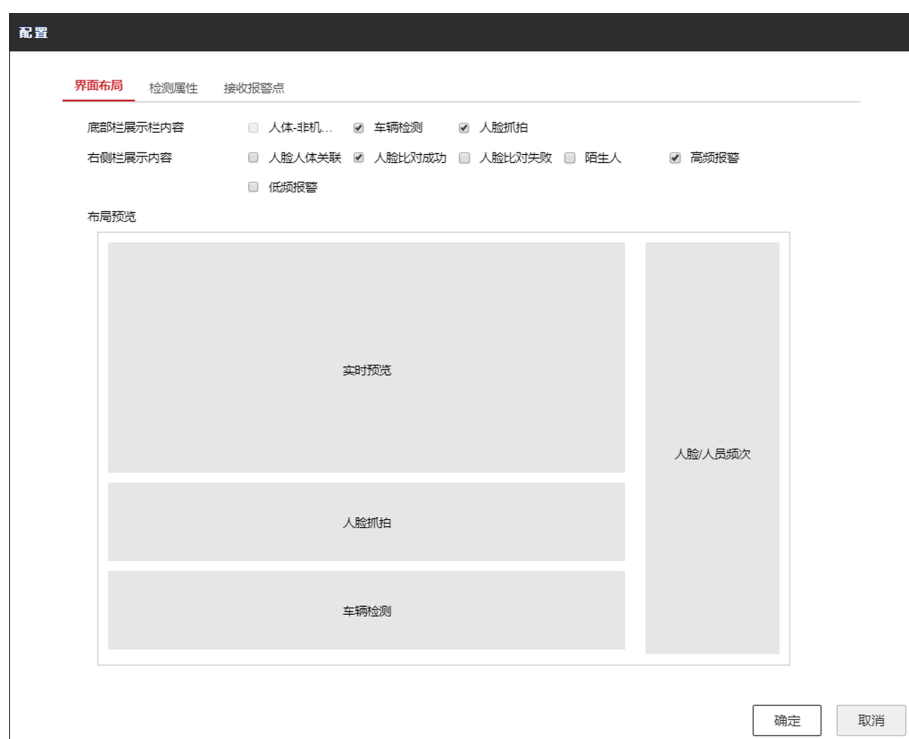 配置
界面布局 检测属性 接收报警点
底部栏展示栏内容 人体-非机... 车辆检测 人脸抓拍
右侧栏展示内容 人脸人体关联 人脸比对成功 人脸比对失败 陌生人 高频报警
低频报警
布局预览
实时预览
人脸/人员频次
人脸抓拍
车辆检测
确定 取消